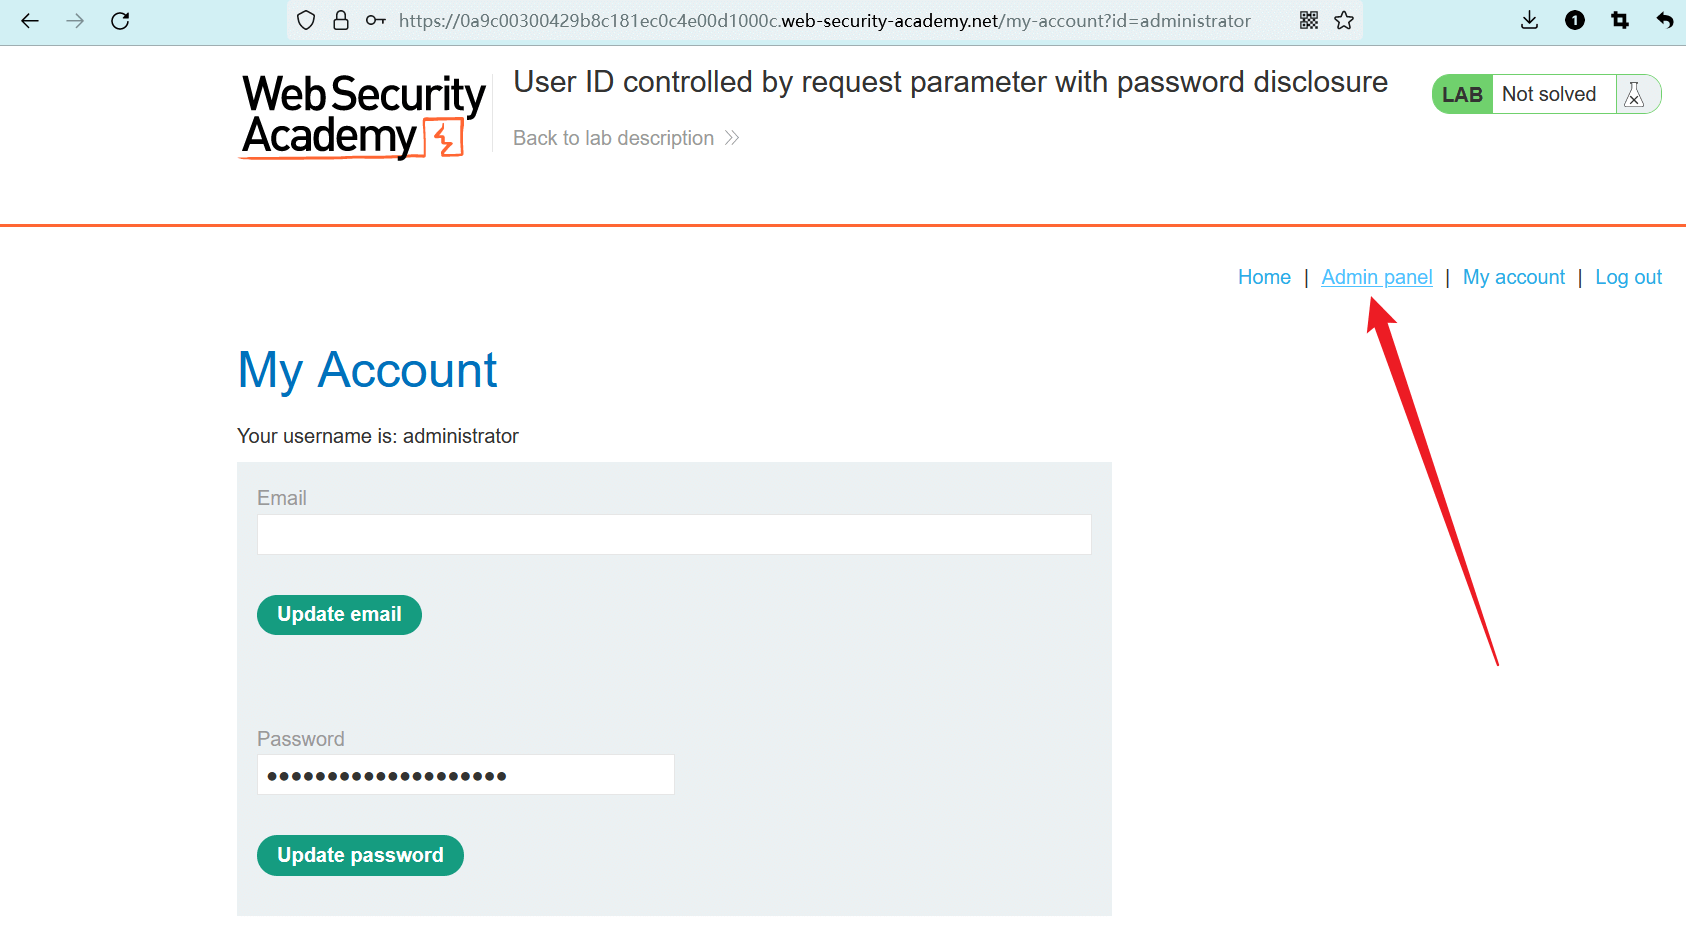 https://0a9c00300429b8c181ec0c4e00d1000c.web-security-academy.net/my-account?id=administrator
1
Web Security
Academy
User ID controlled by request parameter with password disclosure
Back to lab description
LAB Not solved
Home | Admin panel | My account | Log out
My Account
Your username is: administrator
Email
Update email
Password
Update password